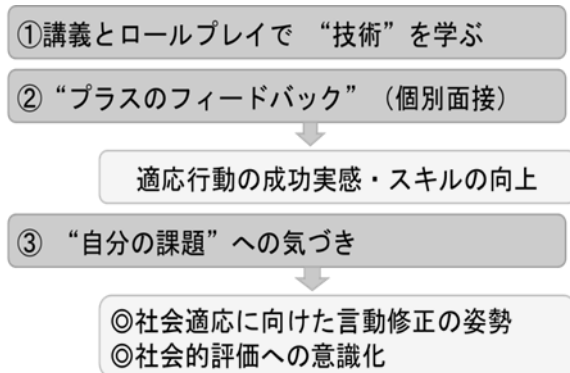 ①講義とロールプレイで “技術”を学ぶ
②“プラスのフィードバック”（個別面接）
適応行動の成功実感・スキルの向上
③ “自分の課題”への気づき
◎社会適応に向けた言動修正の姿勢
◎社会的評価への意識化